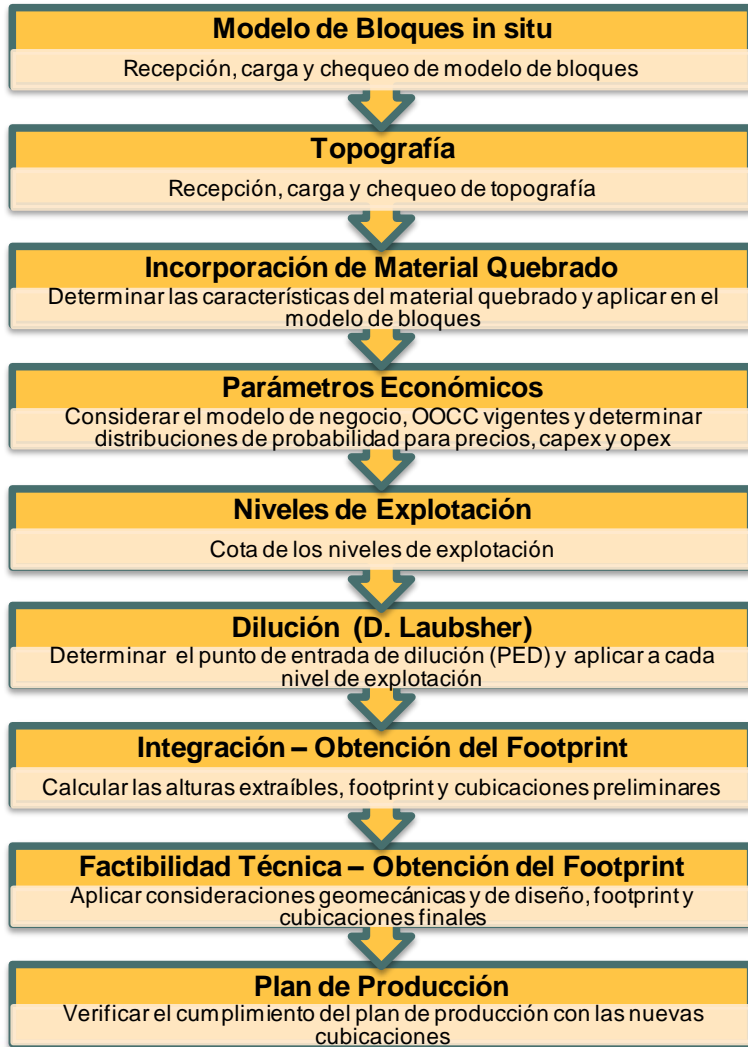 Modelo de Bloques in situ
Recepción, carga y chequeo de modelo de bloques
Topografía
Recepción, carga y chequeo de topografía
Incorporación de Material Quebrado
Determinar las características del material quebrado y aplicar en el
modelo de bloques
Parámetros Económicos
Considerar el modelo de negocio, OOCC vigentes y determinar
distribuciones de probabilidad para precios, capex y opex
Niveles de Explotación
Cota de los niveles de explotación
Dilución (D. Laubsher)
Determinar el punto de entrada de dilución (PED) y aplicar a cada
nivel de explotación
Integración – Obtención del Footprint
Calcular las alturas extraíbles, footprint y cubicaciones preliminares
Factibilidad Técnica – Obtención del Footprint
Aplicar consideraciones geomecánicas y de diseño, footprint y
cubicaciones finales
Plan de Producción
Verificar el cumplimiento del plan de producción con las nuevas
cubicaciones